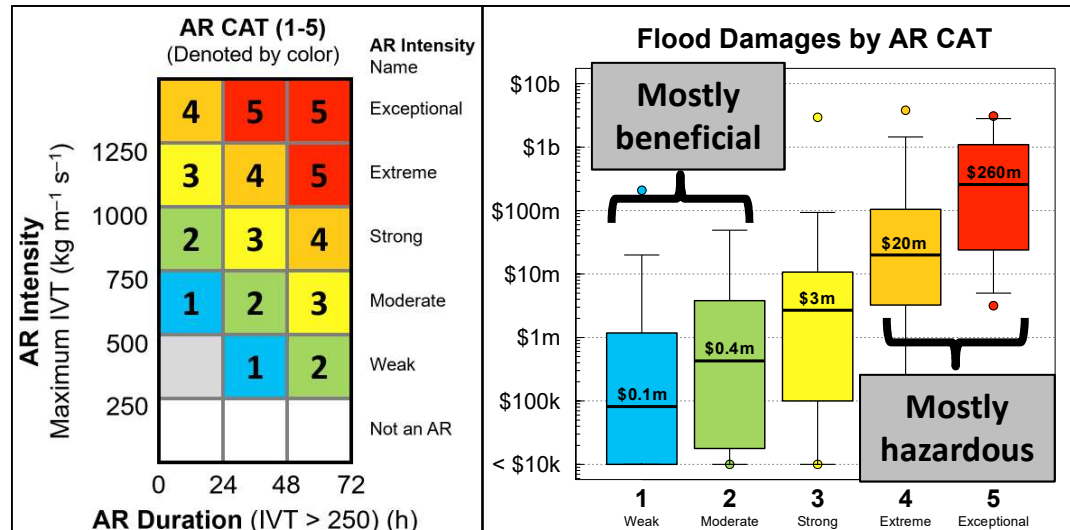 AR CAT (1-5)
(Denoted by color)
AR Intensity
Name
4 5 5 Exceptional
1250
3 4 5 Extreme
1000
2 3 4 Strong
750
1 2 3 Moderate
500
1 2 Weak
250
Not an AR
0 24 48 72
AR Duration (IVT > 250) (h)
AR Intensity
Maximum IVT (kg m⁻¹ s⁻¹)
Flood Damages by AR CAT
$10b
$1b
$100m
$10m
$1m
$100k
< $10k
Mostly
beneficial
$0.1m
$0.4m
$3m
$20m
$260m
Mostly
hazardous
1 2 3 4 5
Weak Moderate Strong Extreme Exceptional